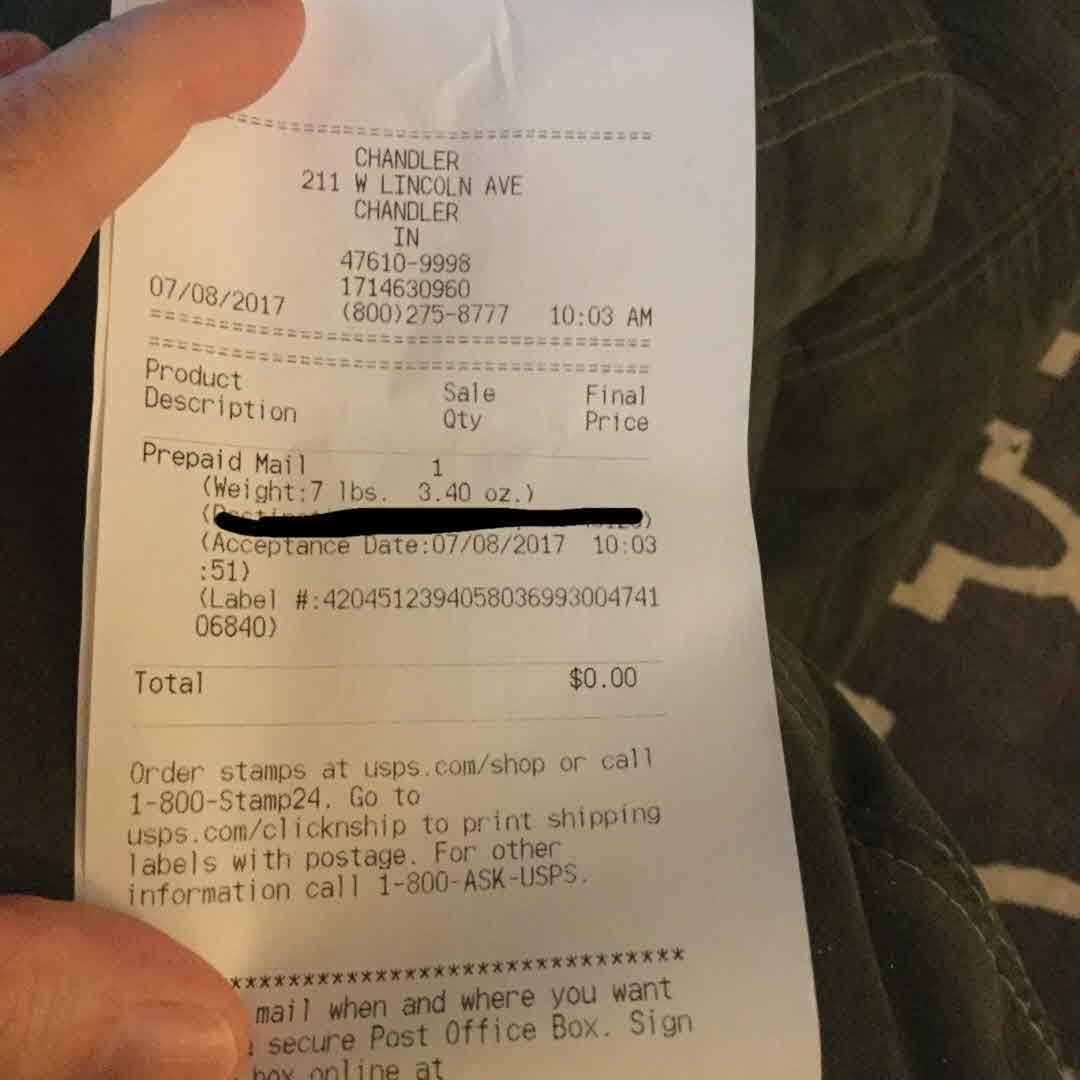 ================================
CHANDLER
211 W LINCOLN AVE
CHANDLER
IN
47610-9998
1714630960
07/08/2017 (800)275-8777 10:03 AM
================================
================================
Product Sale Final
Description Qty Price
Prepaid Mail 1
(Weight:7 lbs. 3.40 oz.)
(Acceptance Date:07/08/2017 10:03
:51)
(Label #:4204512394058036993004741
06840)
Total $0.00
Order stamps at usps.com/shop or call
1-800-Stamp24. Go to
usps.com/clicknship to print shipping
labels with postage. For other
information call 1-800-ASK-USPS.
********************************
mail when and where you want
secure Post Office Box. Sign
box online at